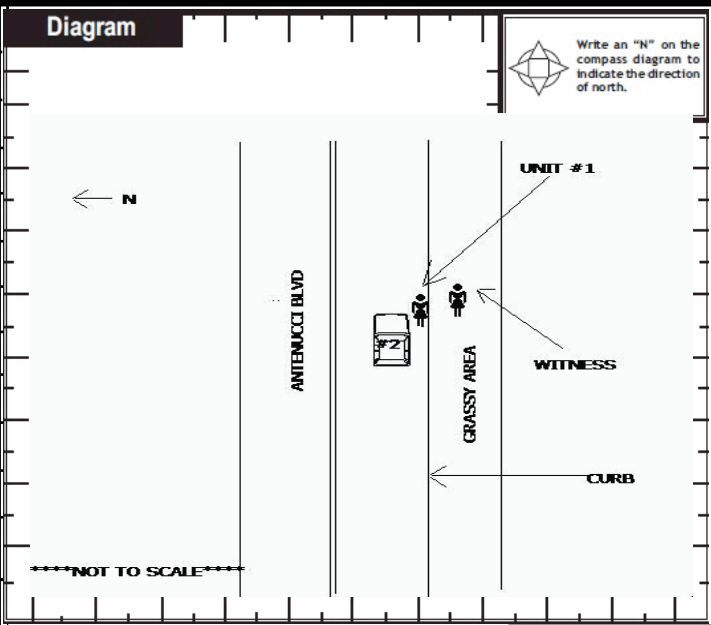 Diagram
Write an “N” on the
compass diagram to
indicate the direction
of north.
UNIT #1
N
ANTENUCCI BLVD
#2
WITNESS
GRASSY AREA
CURB
****NOT TO SCALE****